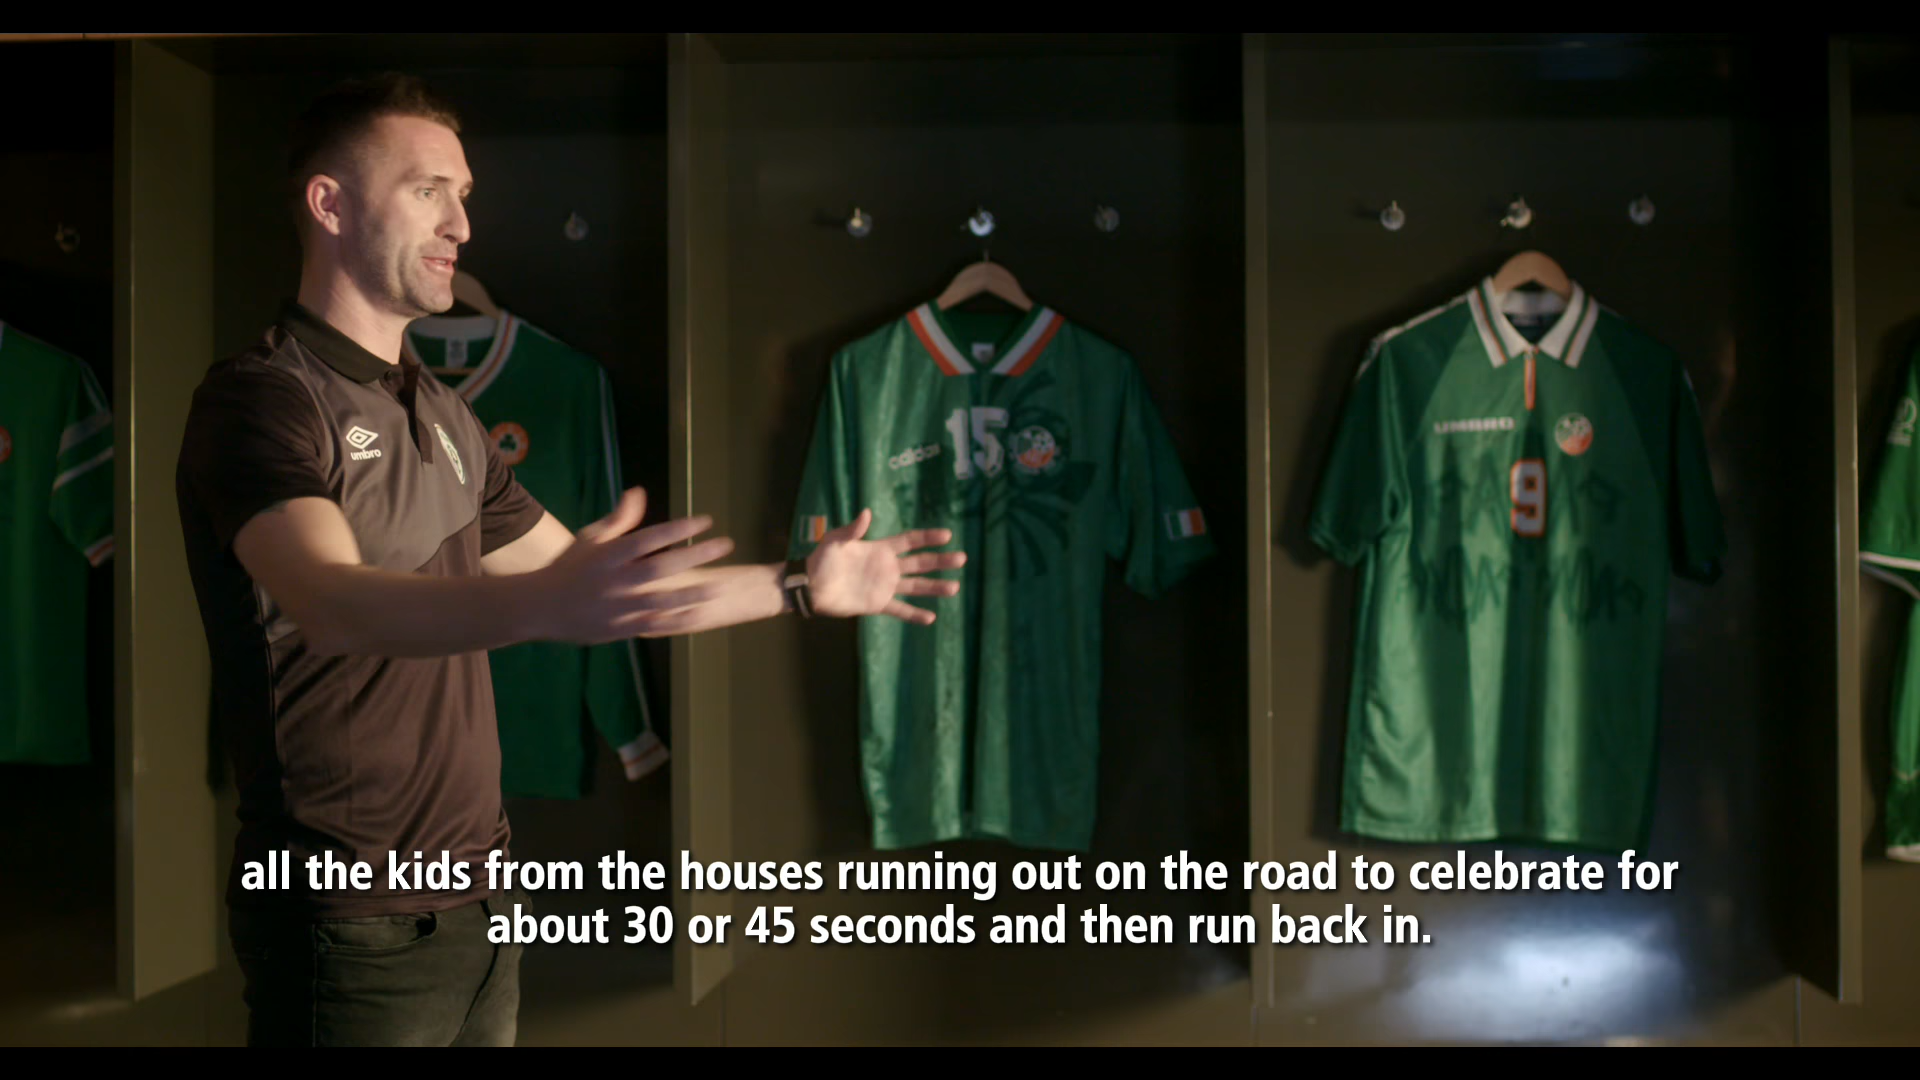 umbro
adidas
15
UMBRO
9
all the kids from the houses running out on the road to celebrate for
about 30 or 45 seconds and then run back in.